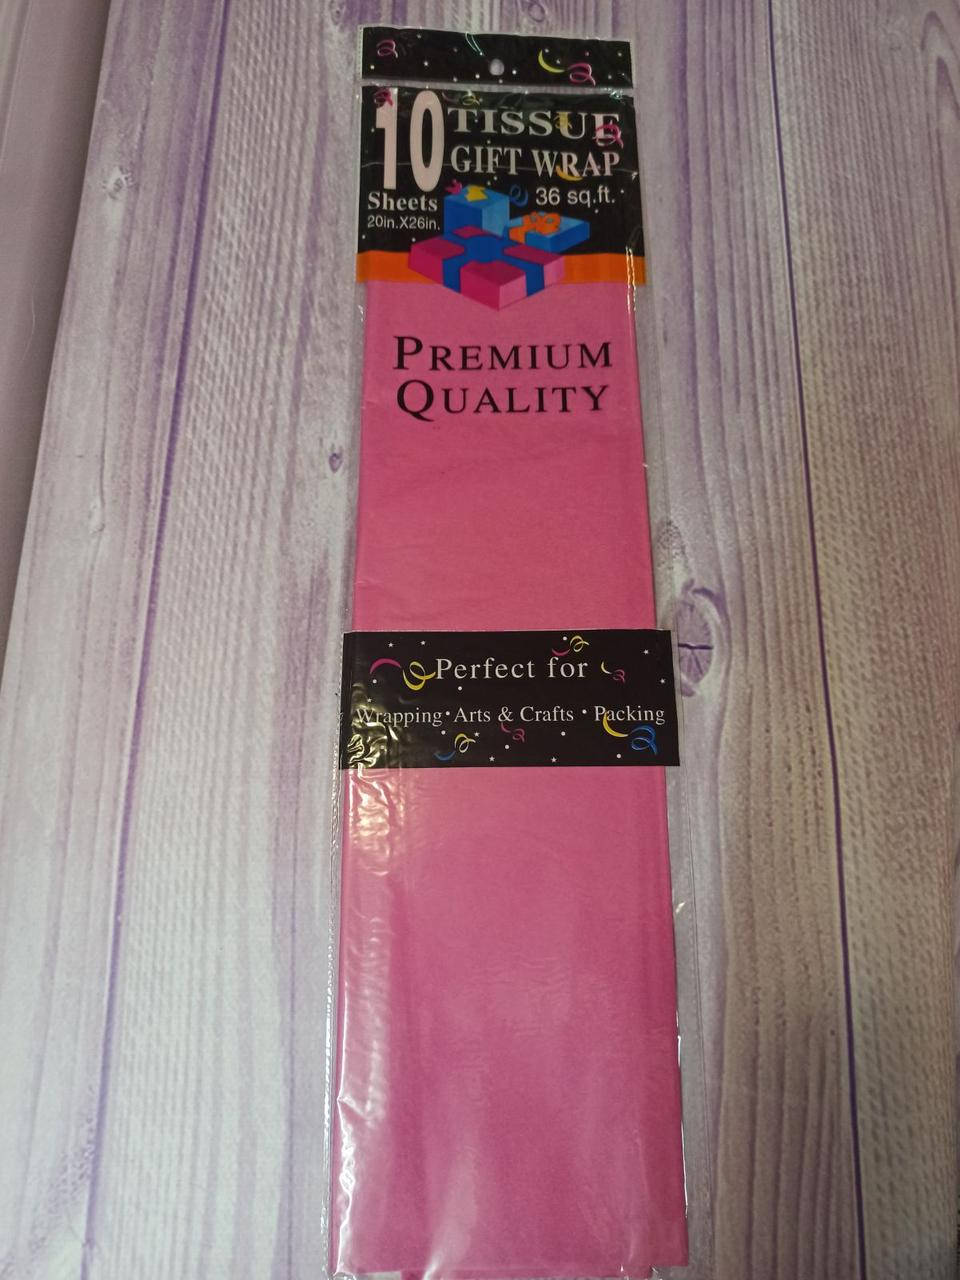 10 TISSUE
GIFT WRAP
Sheets
36 sq.ft.
20in.X26in.
PREMIUM
QUALITY
Perfect for
Wrapping • Arts & Crafts • Packing